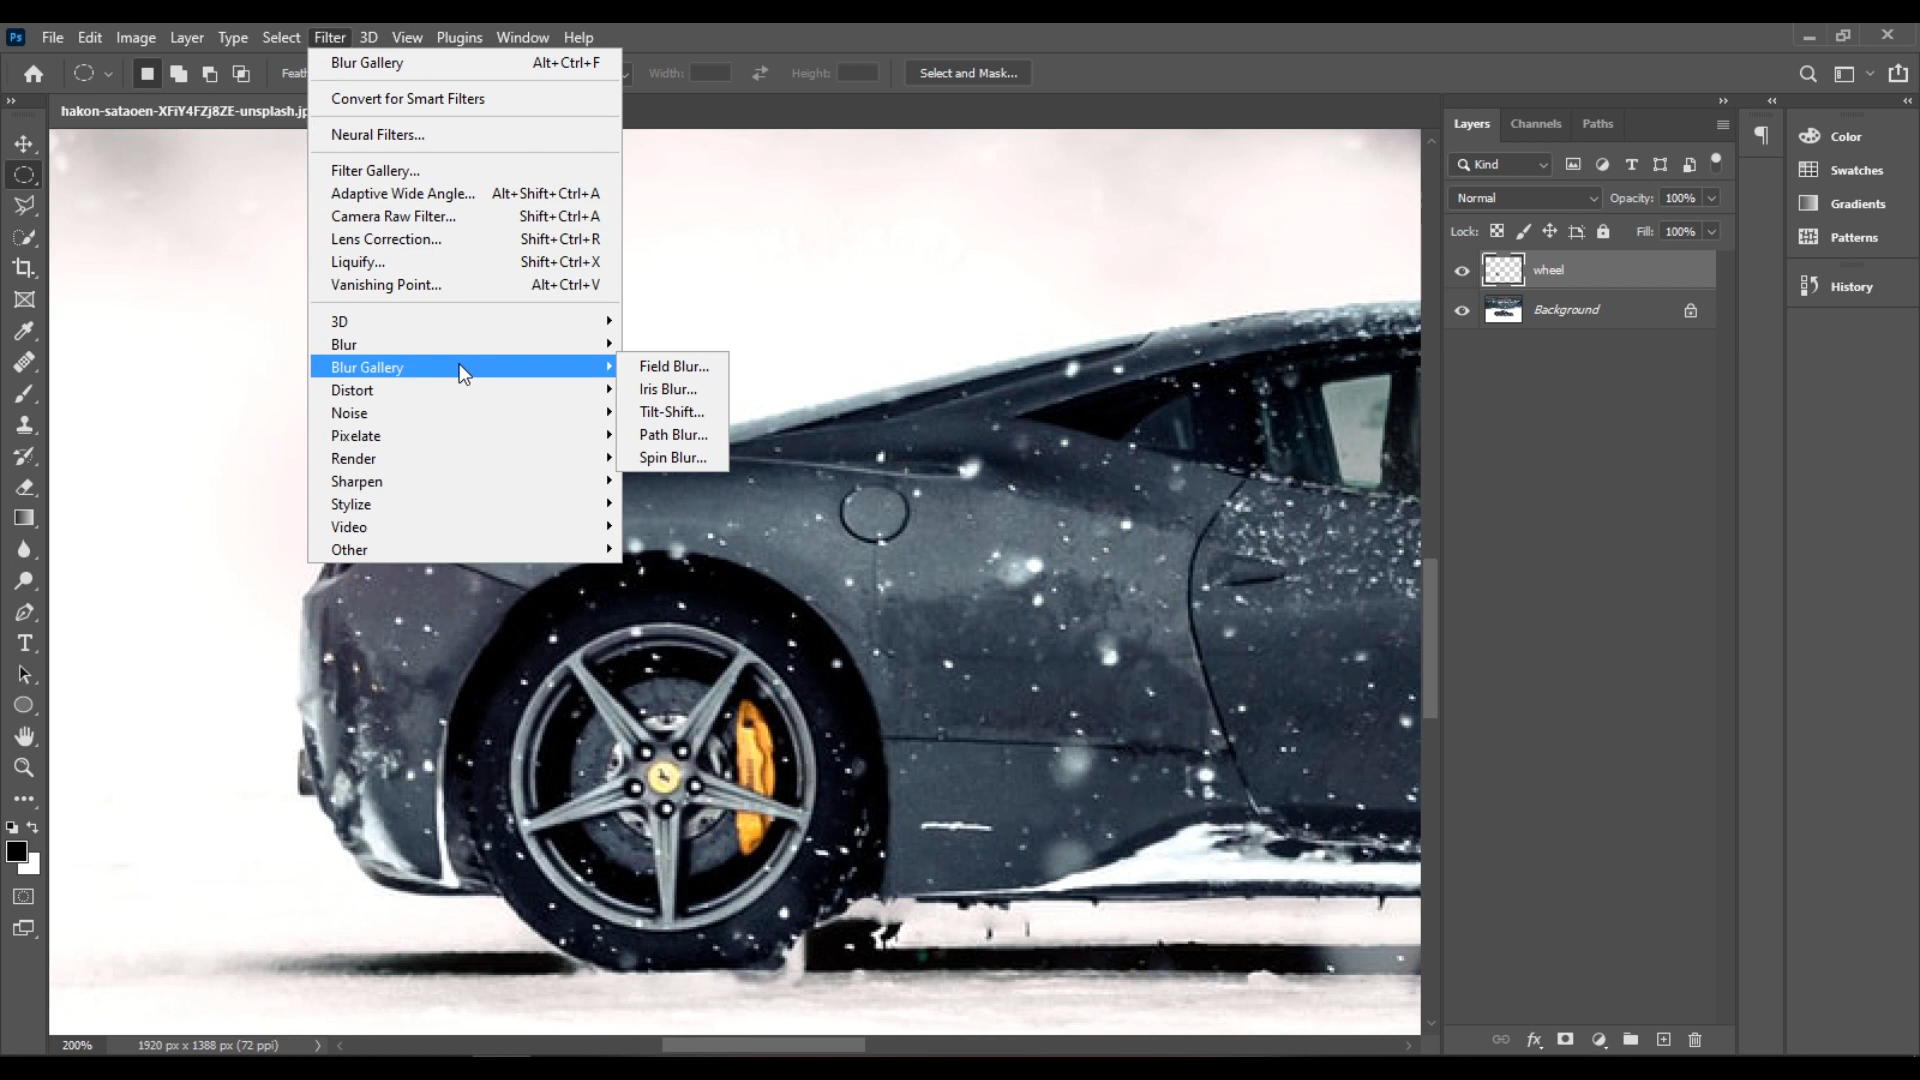 Ps File Edit Image Layer Type Select Filter 3D View Plugins Window Help
Feath
Width: Height: Select and Mask...
hakon-sataoen-XFiY4FZj8ZE-unsplash.jp
Blur Gallery Alt+Ctrl+F
Convert for Smart Filters
Neural Filters...
Filter Gallery...
Adaptive Wide Angle... Alt+Shift+Ctrl+A
Camera Raw Filter... Shift+Ctrl+A
Lens Correction... Shift+Ctrl+R
Liquify... Shift+Ctrl+X
Vanishing Point... Alt+Ctrl+V
3D
Blur
Blur Gallery
Distort
Noise
Pixelate
Render
Sharpen
Stylize
Video
Other
Field Blur...
Iris Blur...
Tilt-Shift...
Path Blur...
Spin Blur...
Layers Channels Paths
Kind
Normal Opacity: 100%
Lock: Fill: 100%
wheel
Background
Color
Swatches
Gradients
Patterns
History
200% 1920 px x 1388 px (72 ppi)